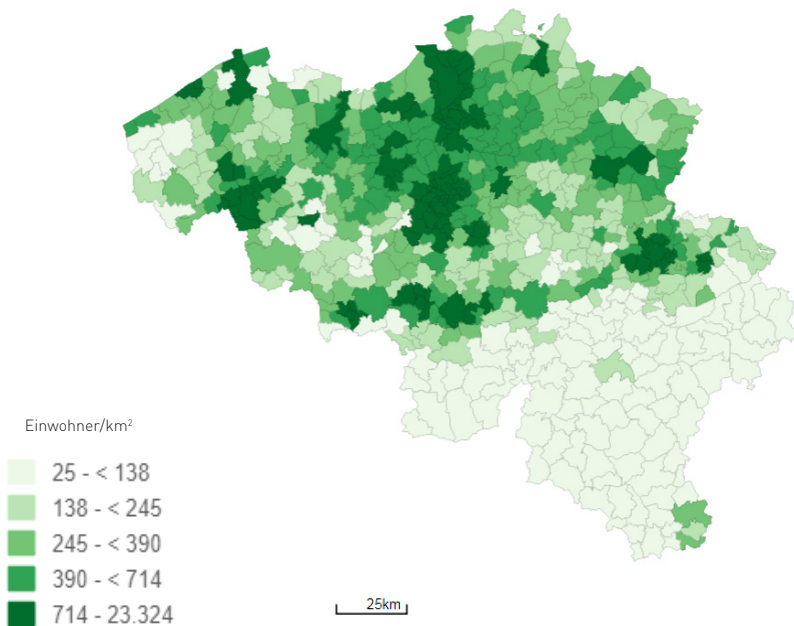 Einwohner/km²
25 - < 138
138 - < 245
245 - < 390
390 - < 714
714 - 23.324
25km